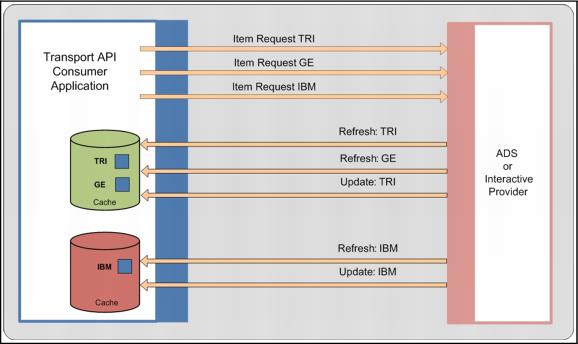 Transport API
Consumer
Application
Item Request TRI
Item Request GE
Item Request IBM
Refresh: TRI
Refresh: GE
Update: TRI
TRI
GE
Cache
ADS
or
Interactive
Provider
Refresh: IBM
Update: IBM
IBM
Cache